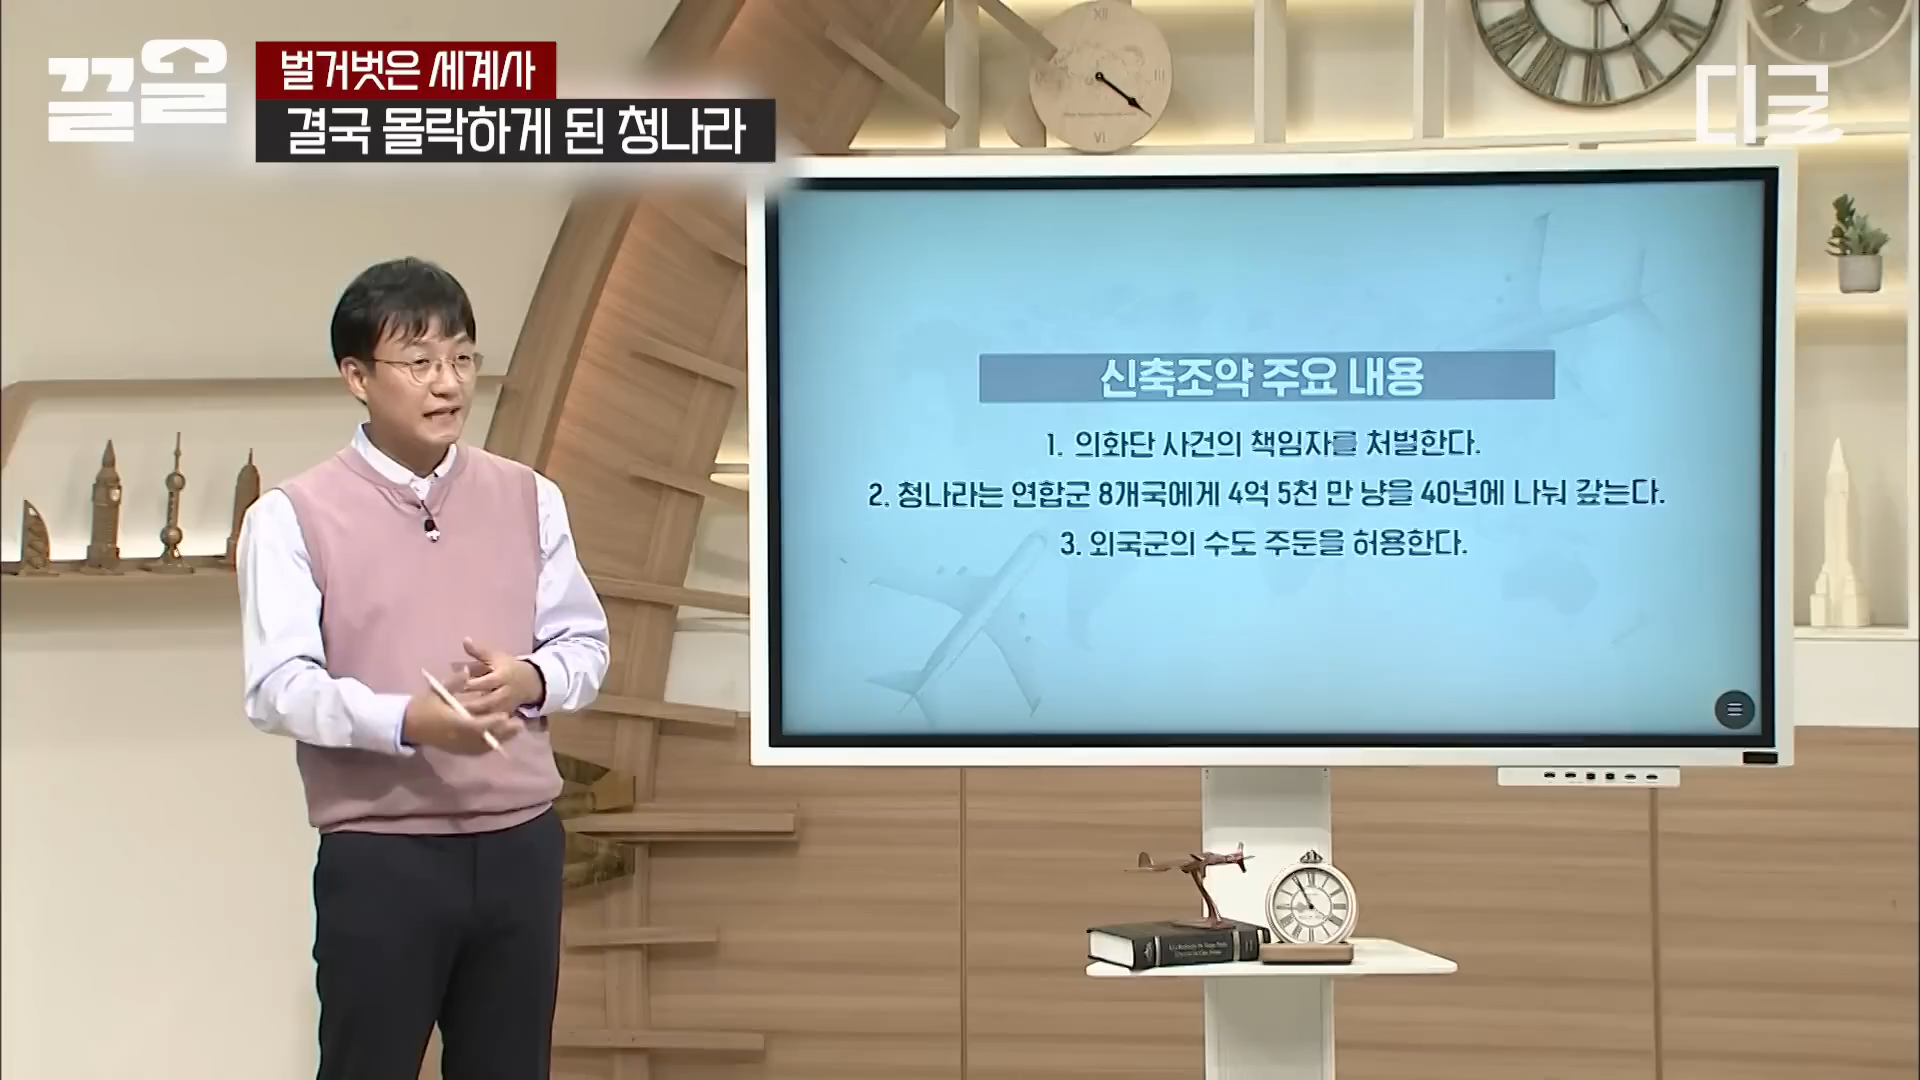 끌올
벌거벗은 세계사
결국 몰락하게 된 청나라
디글
신축조약 주요 내용
1. 의화단 사건의 책임자를 처벌한다.
2. 청나라는 연합군 8개국에게 4억 5천 만 냥을 40년에 나눠 갚는다.
3. 외국군의 수도 주둔을 허용한다.
XII
III
VI